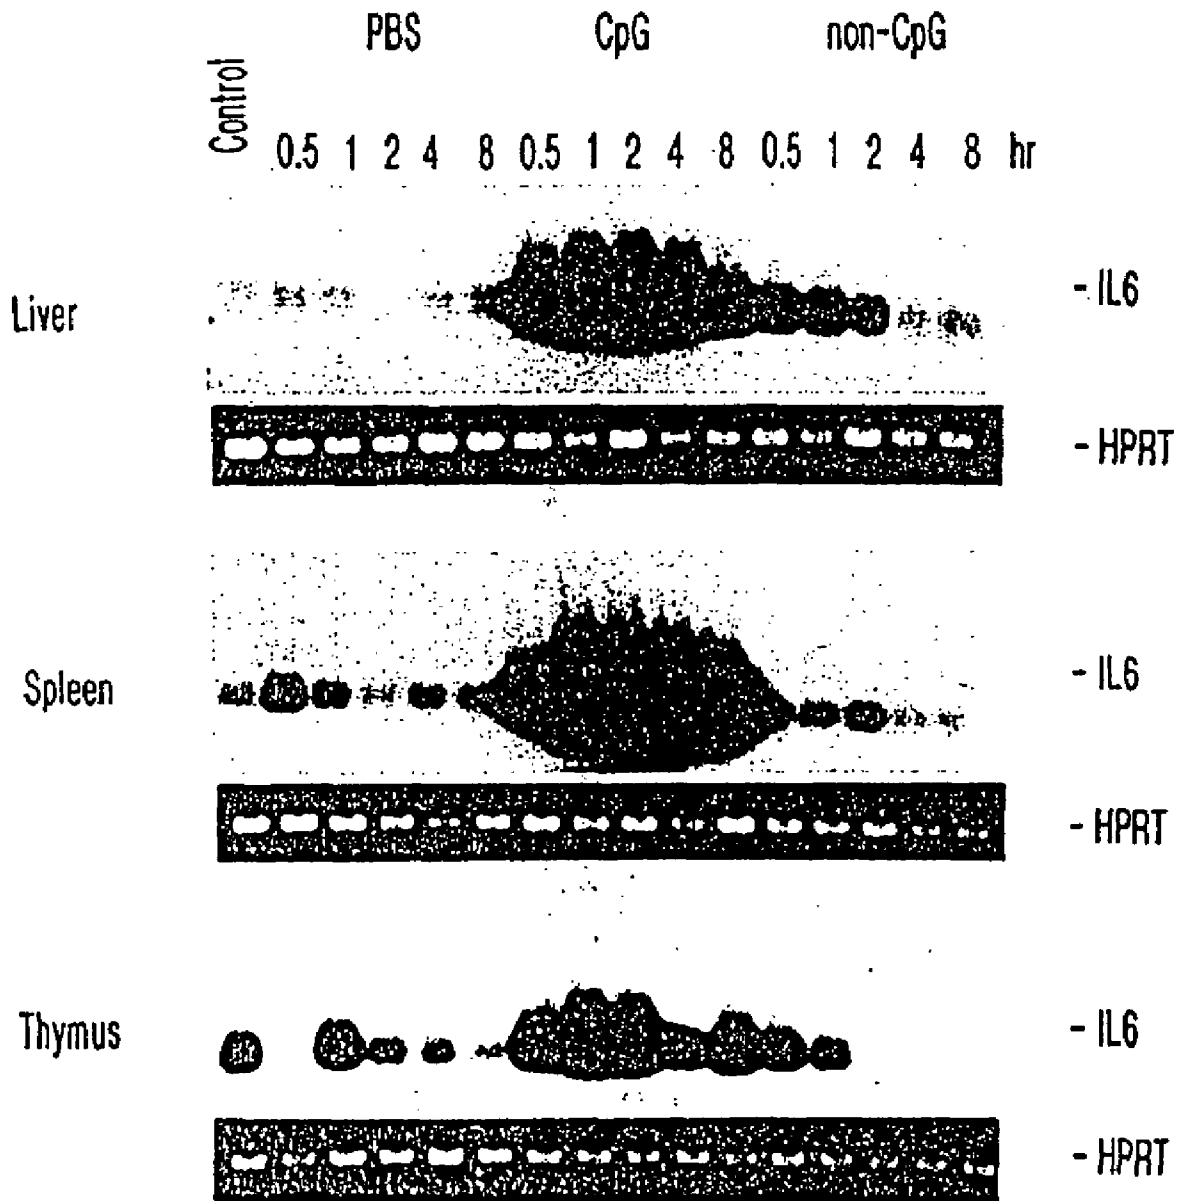 PBS CpG non-CpG
Control
0.5 1 2 4 8 0.5 1 2 4 8 0.5 1 2 4 8 hr
Liver
- IL6
- HPRT
Spleen
- IL6
- HPRT
Thymus
- IL6
- HPRT